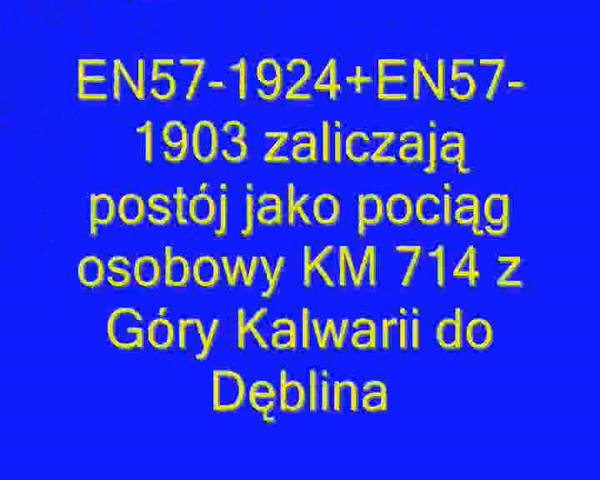 EN57-1924+EN57-
1903 zaliczają
postój jako pociąg
osobowy KM 714 z
Góry Kalwarii do
Dęblina